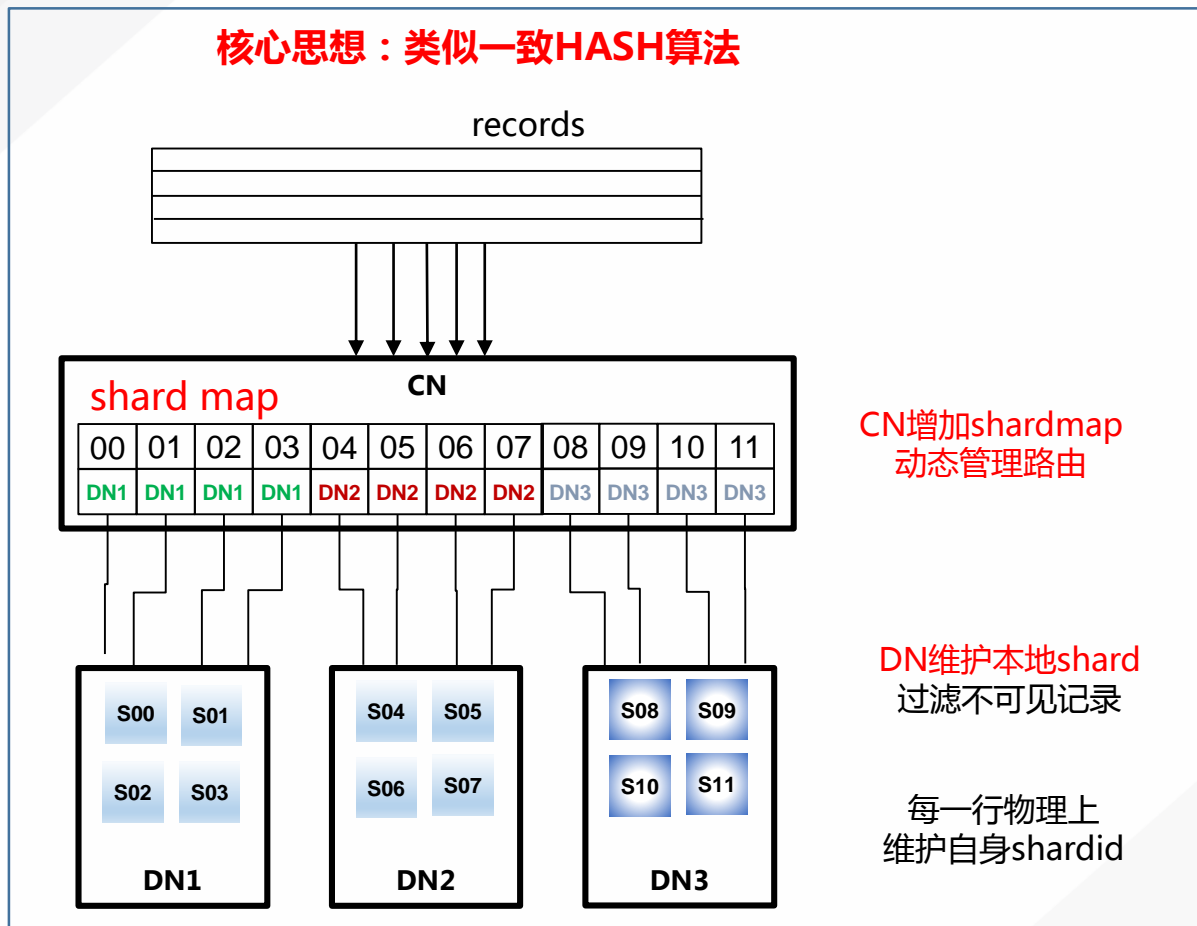 核心思想：类似一致HASH算法
records
CN
shard map
00 01 02 03 04 05 06 07 08 09 10 11
DN1 DN1 DN1 DN1 DN2 DN2 DN2 DN2 DN3 DN3 DN3 DN3
CN增加shardmap
动态管理路由
DN维护本地shard
过滤不可见记录
每一行物理上
维护自身shardid
S00 S01
S02 S03
DN1
S04 S05
S06 S07
DN2
S08 S09
S10 S11
DN3